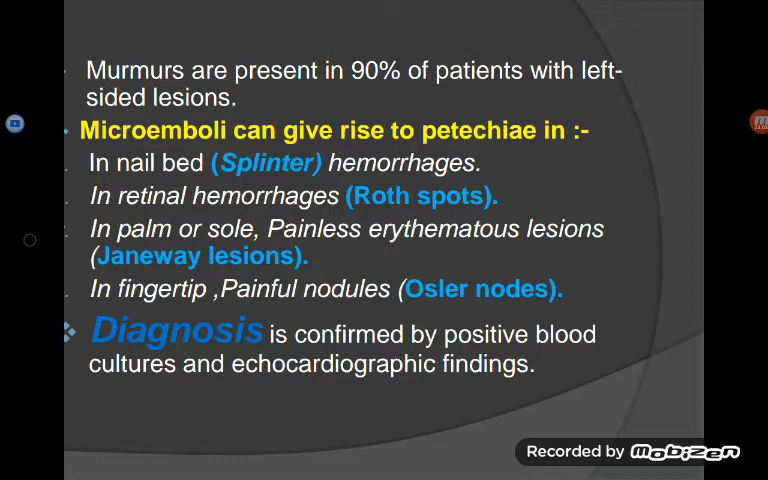 Murmurs are present in 90% of patients with left-
sided lesions.
Microemboli can give rise to petechiae in :-
In nail bed (Splinter) hemorrhages.
In retinal hemorrhages (Roth spots).
In palm or sole, Painless erythematous lesions
(Janeway lesions).
In fingertip ,Painful nodules (Osler nodes).
Diagnosis is confirmed by positive blood
cultures and echocardiographic findings.
Recorded by Mobizen